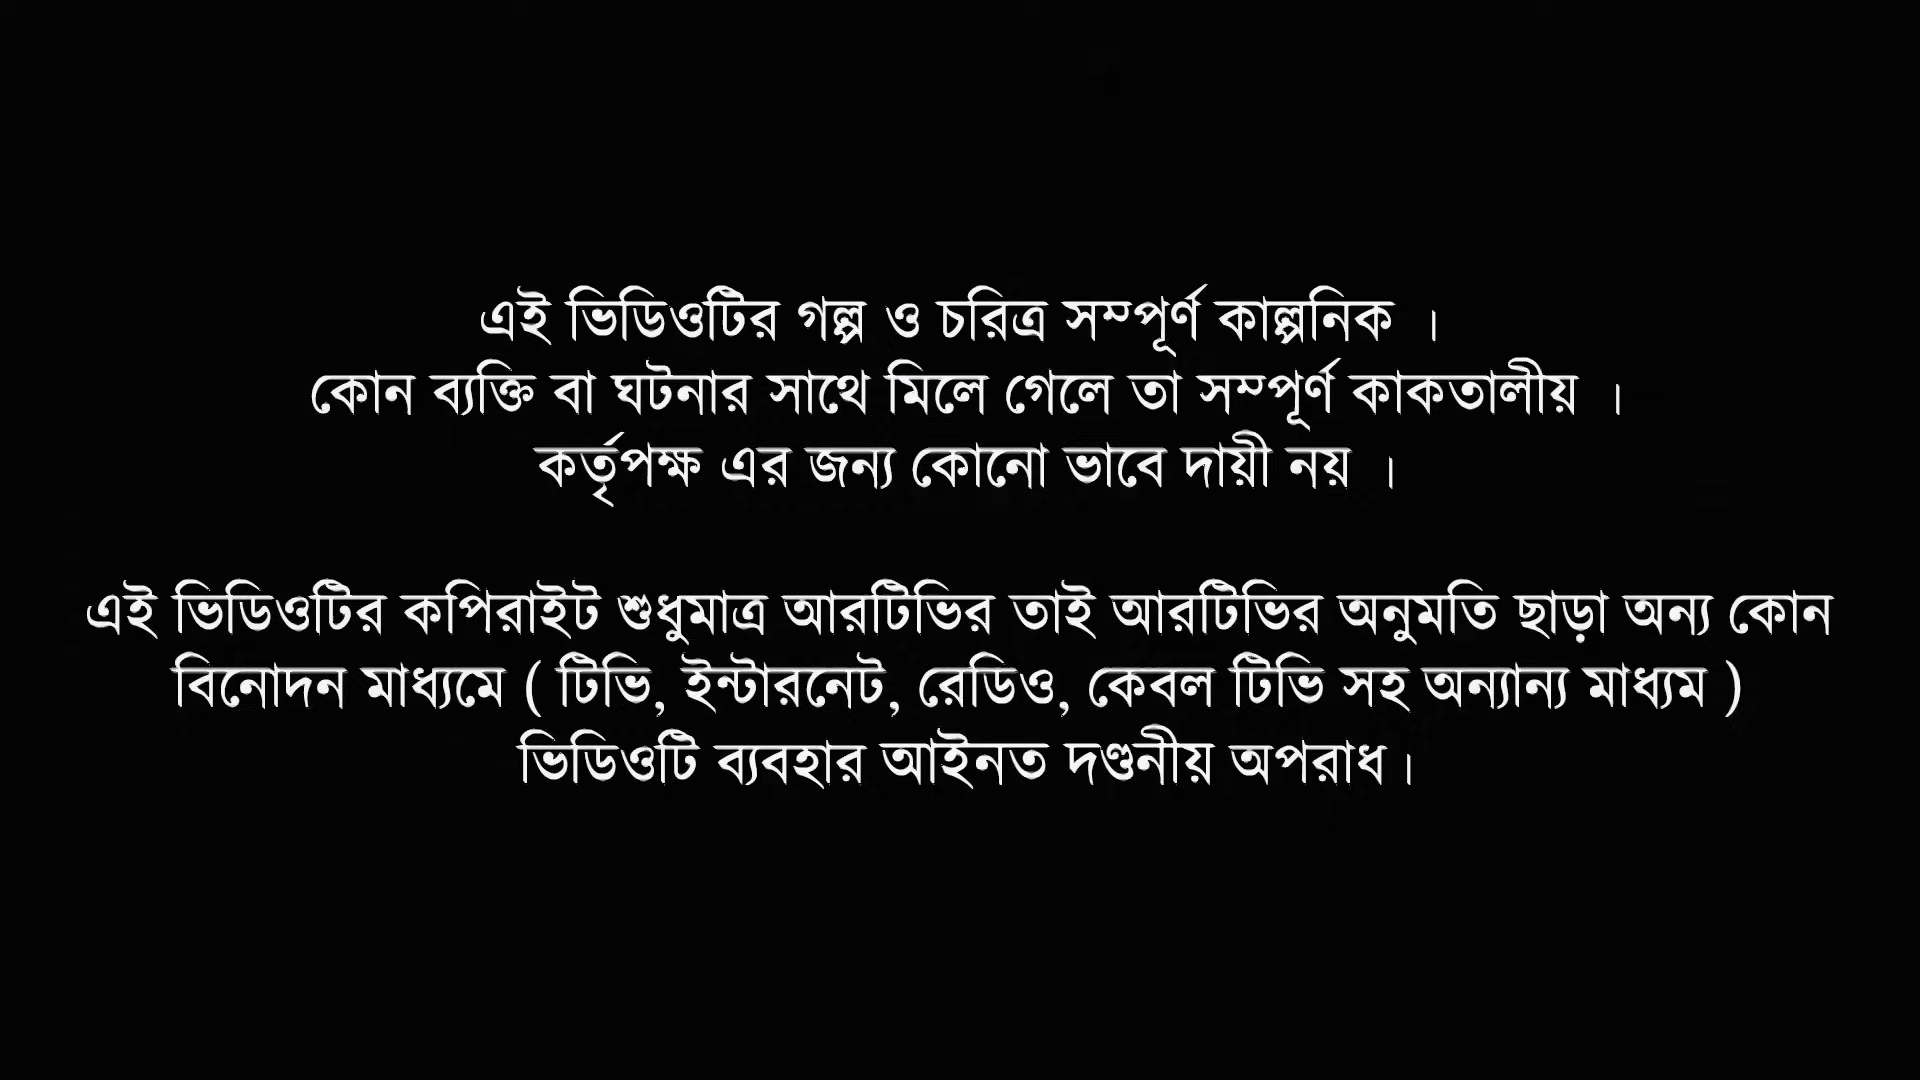 এই ভিডিওটির গল্প ও চরিত্র সম্পূর্ণ কাল্পনিক ।
কোন ব্যক্তি বা ঘটনার সাথে মিলে গেলে তা সম্পূর্ণ কাকতালীয় ।
কর্তৃপক্ষ এর জন্য কোনো ভাবে দায়ী নয় ।
এই ভিডিওটির কপিরাইট শুধুমাত্র আরটিভির তাই আরটিভির অনুমতি ছাড়া অন্য কোন
বিনোদন মাধ্যমে ( টিভি, ইন্টারনেট, রেডিও, কেবল টিভি সহ অন্যান্য মাধ্যম )
ভিডিওটি ব্যবহার আইনত দণ্ডনীয় অপরাধ।